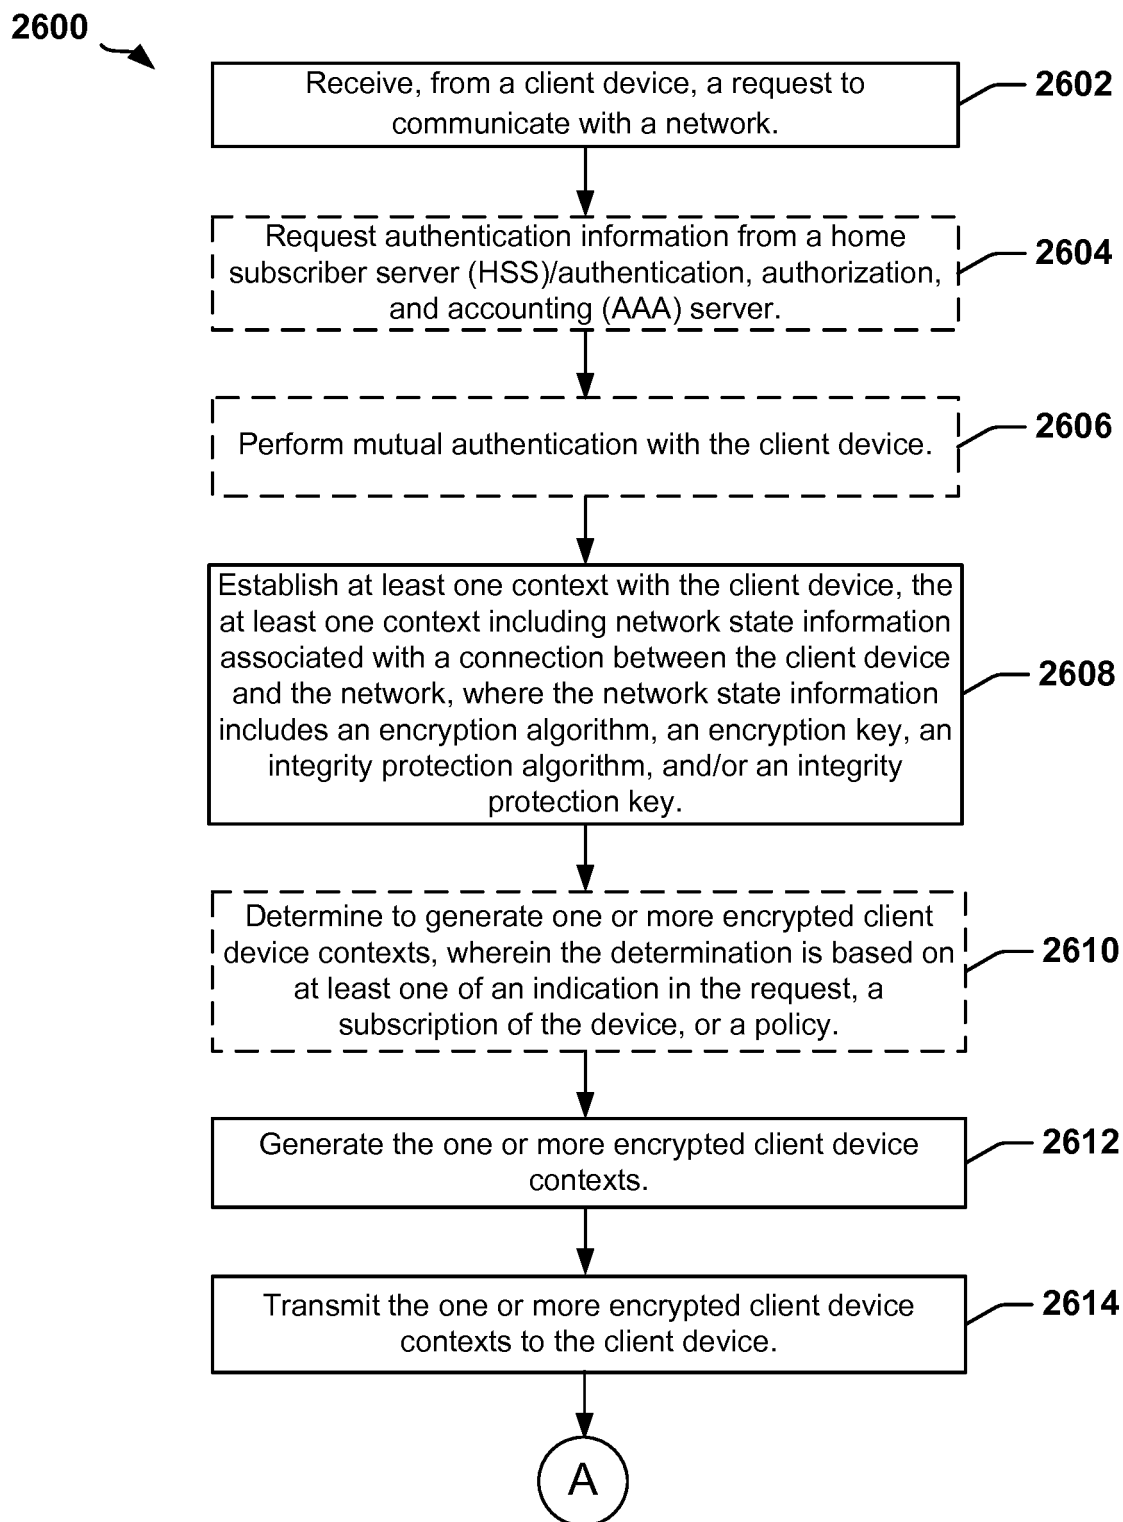 2600
Receive, from a client device, a request to
communicate with a network.
2602
Request authentication information from a home
subscriber server (HSS)/authentication, authorization,
and accounting (AAA) server.
2604
Perform mutual authentication with the client device.
2606
Establish at least one context with the client device, the
at least one context including network state information
associated with a connection between the client device
and the network, where the network state information
includes an encryption algorithm, an encryption key, an
integrity protection algorithm, and/or an integrity
protection key.
2608
Determine to generate one or more encrypted client
device contexts, wherein the determination is based on
at least one of an indication in the request, a
subscription of the device, or a policy.
2610
Generate the one or more encrypted client device
contexts.
2612
Transmit the one or more encrypted client device
contexts to the client device.
2614
A